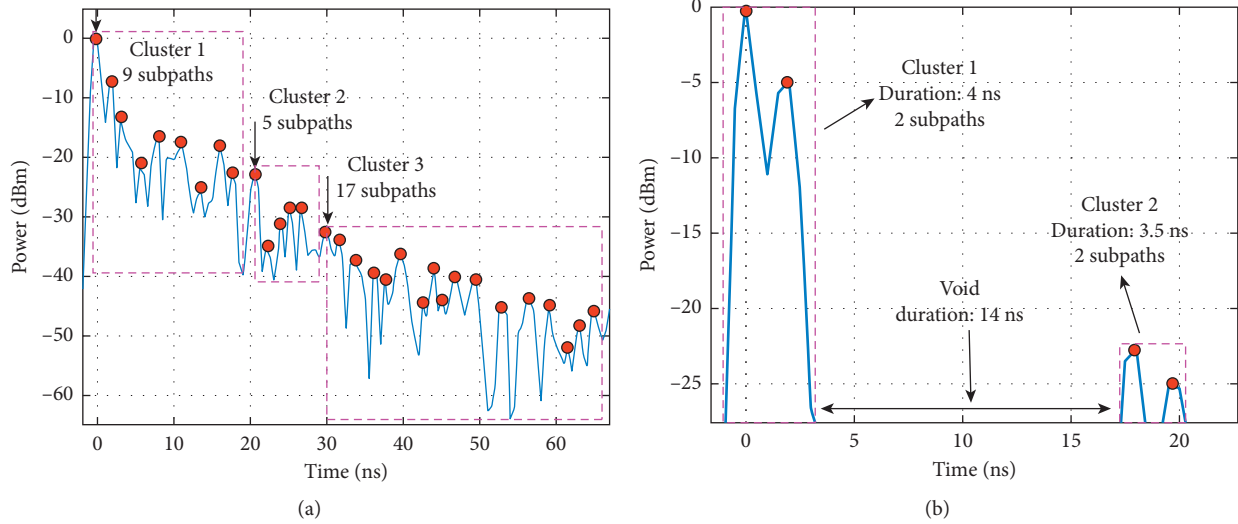 0
−10
−20
−30
−40
−50
−60
Power (dBm)
Cluster 1
9 subpaths
Cluster 2
5 subpaths
Cluster 3
17 subpaths
0
10
20
30
40
50
60
Time (ns)
(a)
0
−5
−10
−15
−20
−25
Power (dBm)
Cluster 1
Duration: 4 ns
2 subpaths
Cluster 2
Duration: 3.5 ns
2 subpaths
Void
duration: 14 ns
0
5
10
15
20
Time (ns)
(b)